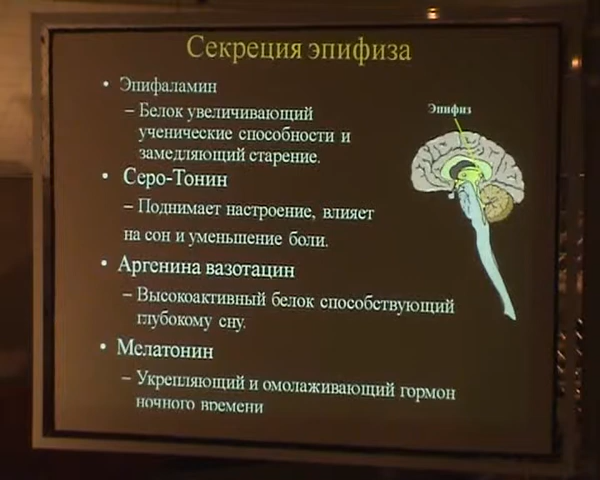 Секреция эпифиза
• Эпифаламин
– Белок увеличивающий
ученические способности и
замедляющий старение.
Эпифиз
• Серо-Тонин
– Поднимает настроение, влияет
на сон и уменьшение боли.
• Аргенина вазотацин
– Высокоактивный белок способствующий
глубокому сну.
• Мелатонин
– Укрепляющий и омолаживающий гормон
ночного времени